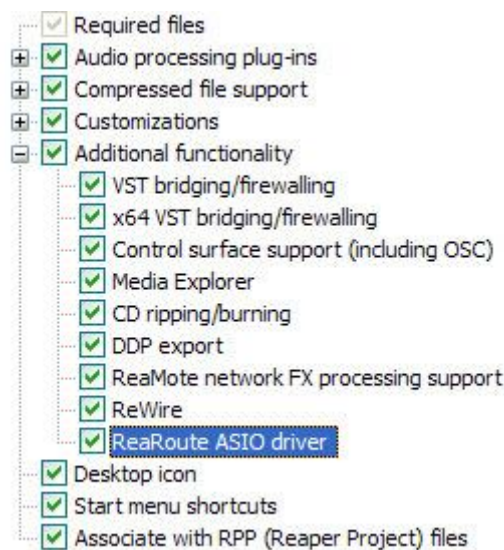 Required files
Audio processing plug-ins
Compressed file support
Customizations
Additional functionality
VST bridging/firewalling
x64 VST bridging/firewalling
Control surface support (including OSC)
Media Explorer
CD ripping/burning
DDP export
ReaMote network FX processing support
ReWire
ReaRoute ASIO driver
Desktop icon
Start menu shortcuts
Associate with RPP (Reaper Project) files